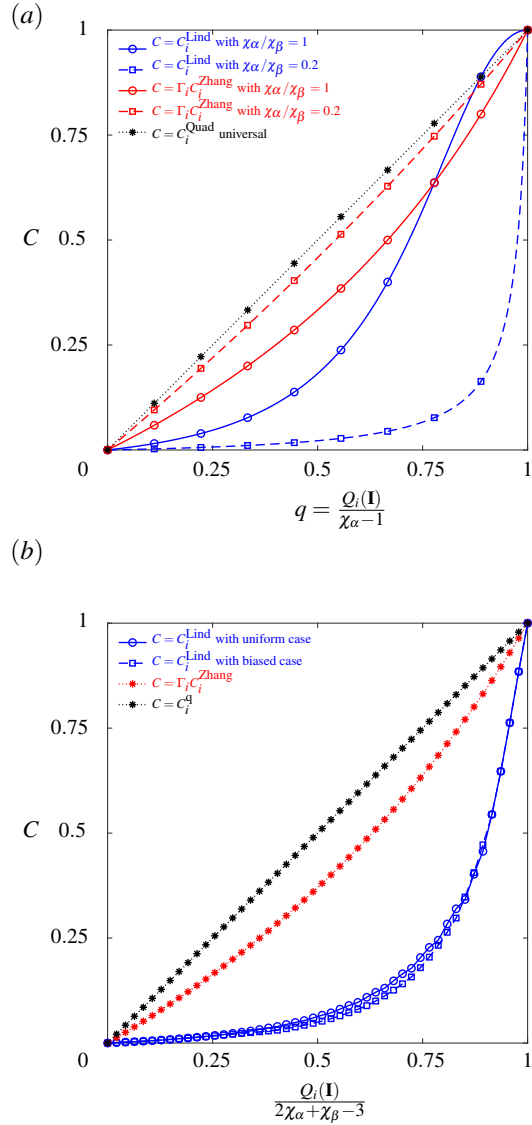 (a)
1
C = C_i^Lind with χ_α/χ_β = 1
C = C_i^Lind with χ_α/χ_β = 0.2
C = Γ_i C_i^Zhang with χ_α/χ_β = 1
C = Γ_i C_i^Zhang with χ_α/χ_β = 0.2
C = C_i^Quad universal
0.75
C
0.5
0.25
0 0.25 0.5 0.75 1
q = Q_i(I) / (χ_α−1)
(b)
1
C = C_i^Lind with uniform case
C = C_i^Lind with biased case
C = Γ_i C_i^Zhang
C = C_i^q
0.75
C
0.5
0.25
0 0.25 0.5 0.75 1
Q_i(I) / (2χ_α+χ_β−3)